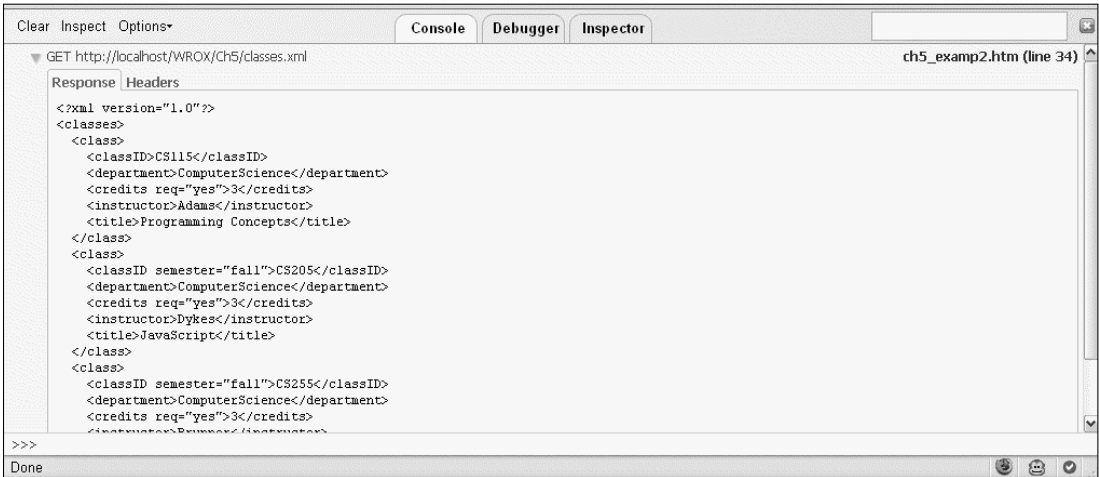 Clear Inspect Options
Console Debugger Inspector
GET http://localhost/WROX/Ch5/classes.xml
ch5_examp2.htm (line 34)
Response Headers
<?xml version="1.0"?>
<classes>
<class>
<classID>CS115</classID>
<department>ComputerScience</department>
<credits req="yes">3</credits>
<instructor>Adams</instructor>
<title>Programming Concepts</title>
</class>
<class>
<classID semester="fall">CS205</classID>
<department>ComputerScience</department>
<credits req="yes">3</credits>
<instructor>Dykes</instructor>
<title>JavaScript</title>
</class>
<class>
<classID semester="fall">CS255</classID>
<department>ComputerScience</department>
<credits req="yes">3</credits>
>>>
Done